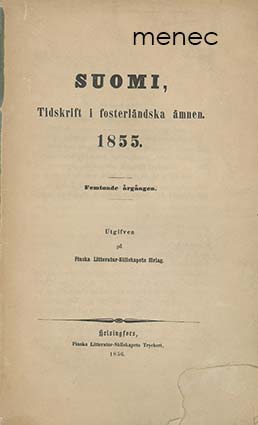 menec
SUOMI,
Tidskrift i fosterländska ämnen.
1855.
Femtonde årgången.
Utgifven
på
Finska Litteratur-Sällskapets förlag.
Helsingfors,
Finska Litteratur-Sällskapets Tryckeri,
1856.